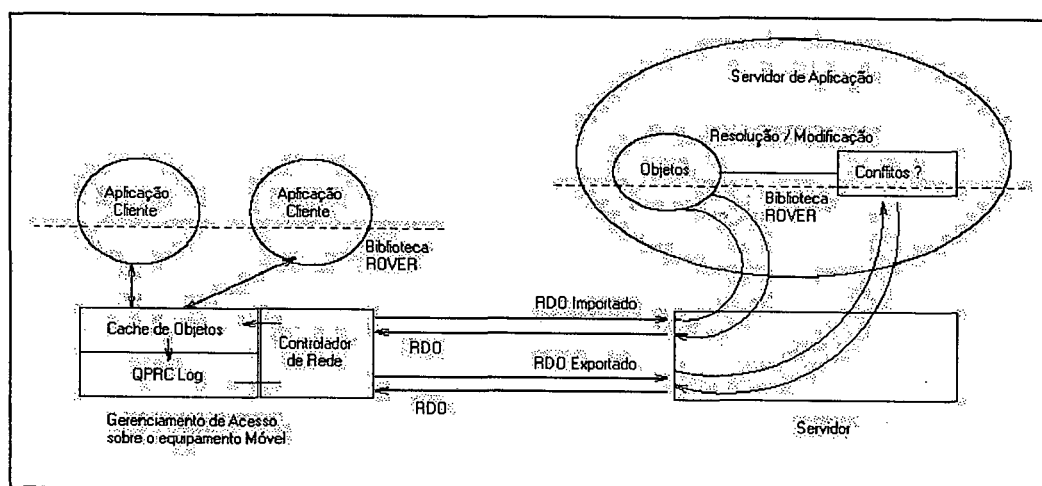 Servidor de Aplicação
Resolução / Modificação
Objetos
Conflitos ?
Biblioteca
ROVER
Aplicação
Cliente
Aplicação
Cliente
Biblioteca
ROVER
Cache de Objetos
QPRC Log
Controlador
de Rede
RDO Importado
RDO
RDO Exportado
RDO
Gerenciamento de Acesso
sobre o equipamento Móvel
Servidor